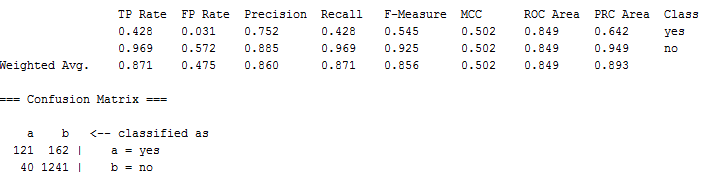 TP Rate FP Rate Precision Recall F-Measure MCC ROC Area PRC Area Class
0.428 0.031 0.752 0.428 0.545 0.502 0.849 0.642 yes
0.969 0.572 0.885 0.969 0.925 0.502 0.849 0.949 no
Weighted Avg. 0.871 0.475 0.860 0.871 0.856 0.502 0.849 0.893
=== Confusion Matrix ===
a b <-- classified as
121 162 | a = yes
40 1241 | b = no